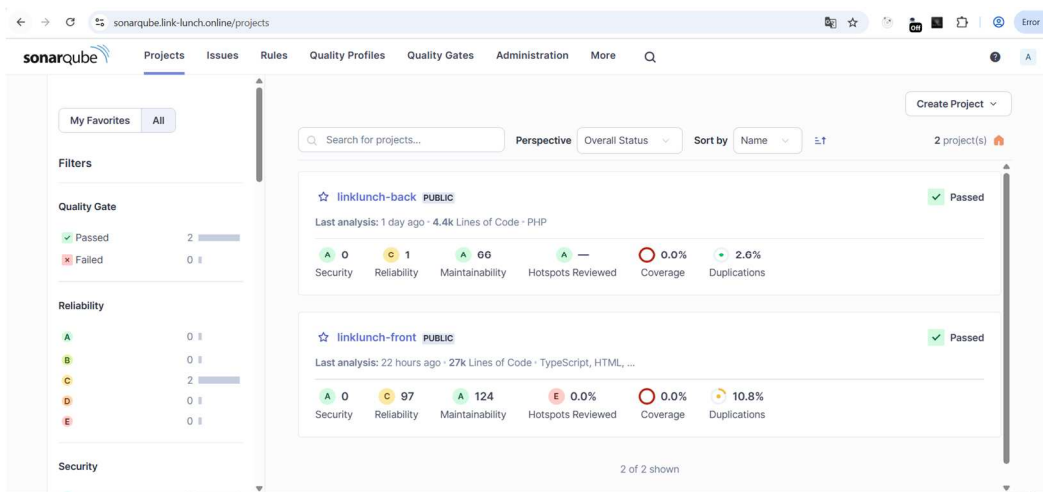 sonarqube.link-lunch.online/projects
Off
Error
sonarqube Projects Issues Rules Quality Profiles Quality Gates Administration More ? A
My Favorites All
Filters
Quality Gate
Passed 2
Failed 0
Reliability
A 0
B 0
C 2
D 0
E 0
Security
Create Project
Search for projects... Perspective Overall Status Sort by Name 2 project(s)
linklunch-back PUBLIC Passed
Last analysis: 1 day ago · 4.4k Lines of Code · PHP
A 0 C 1 A 66 A — 0.0% 2.6%
Security Reliability Maintainability Hotspots Reviewed Coverage Duplications
linklunch-front PUBLIC Passed
Last analysis: 22 hours ago · 27k Lines of Code · TypeScript, HTML, ...
A 0 C 97 A 124 E 0.0% 0.0% 10.8%
Security Reliability Maintainability Hotspots Reviewed Coverage Duplications
2 of 2 shown